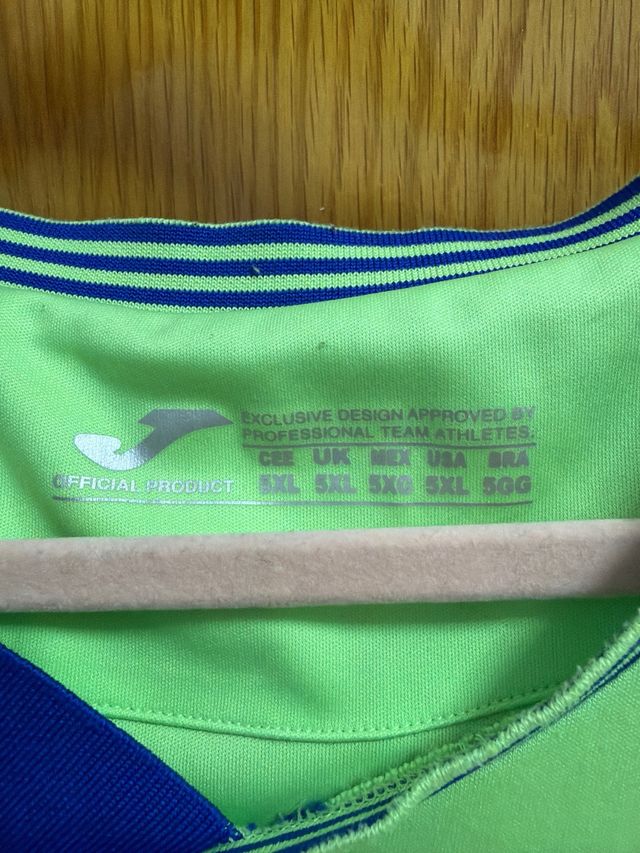 EXCLUSIVE DESIGN APPROVED BY
PROFESSIONAL TEAM ATHLETES.
CEE UK MEX USA BRA
5XL 5XL 5XG 5XL 5GG
OFFICIAL PRODUCT